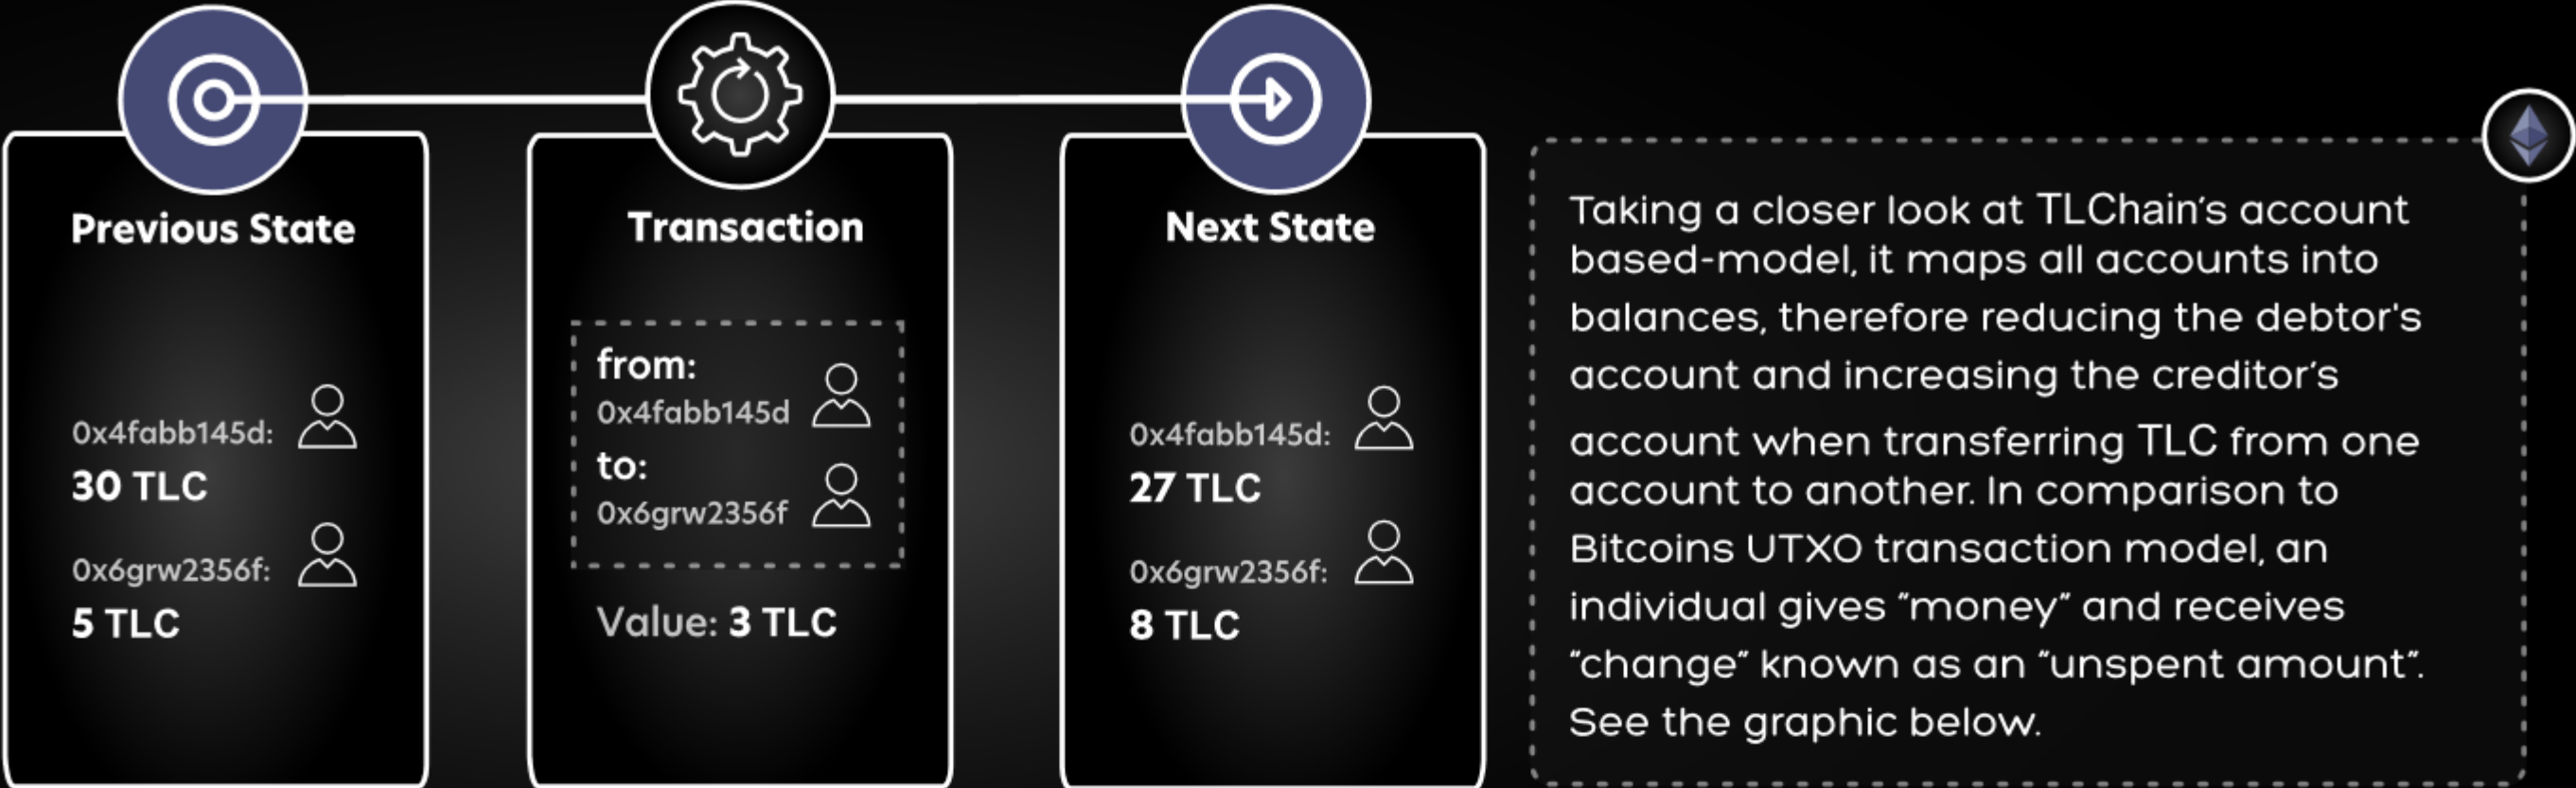 Previous State
0x4fabb145d:
30 TLC
0x6grw2356f:
5 TLC
Transaction
from:
0x4fabb145d
to:
0x6grw2356f
Value: 3 TLC
Next State
0x4fabb145d:
27 TLC
0x6grw2356f:
8 TLC
Taking a closer look at TLChain's account
based-model, it maps all accounts into
balances, therefore reducing the debtor's
account and increasing the creditor's
account when transferring TLC from one
account to another. In comparison to
Bitcoins UTXO transaction model, an
individual gives “money” and receives
“change” known as an “unspent amount”.
See the graphic below.